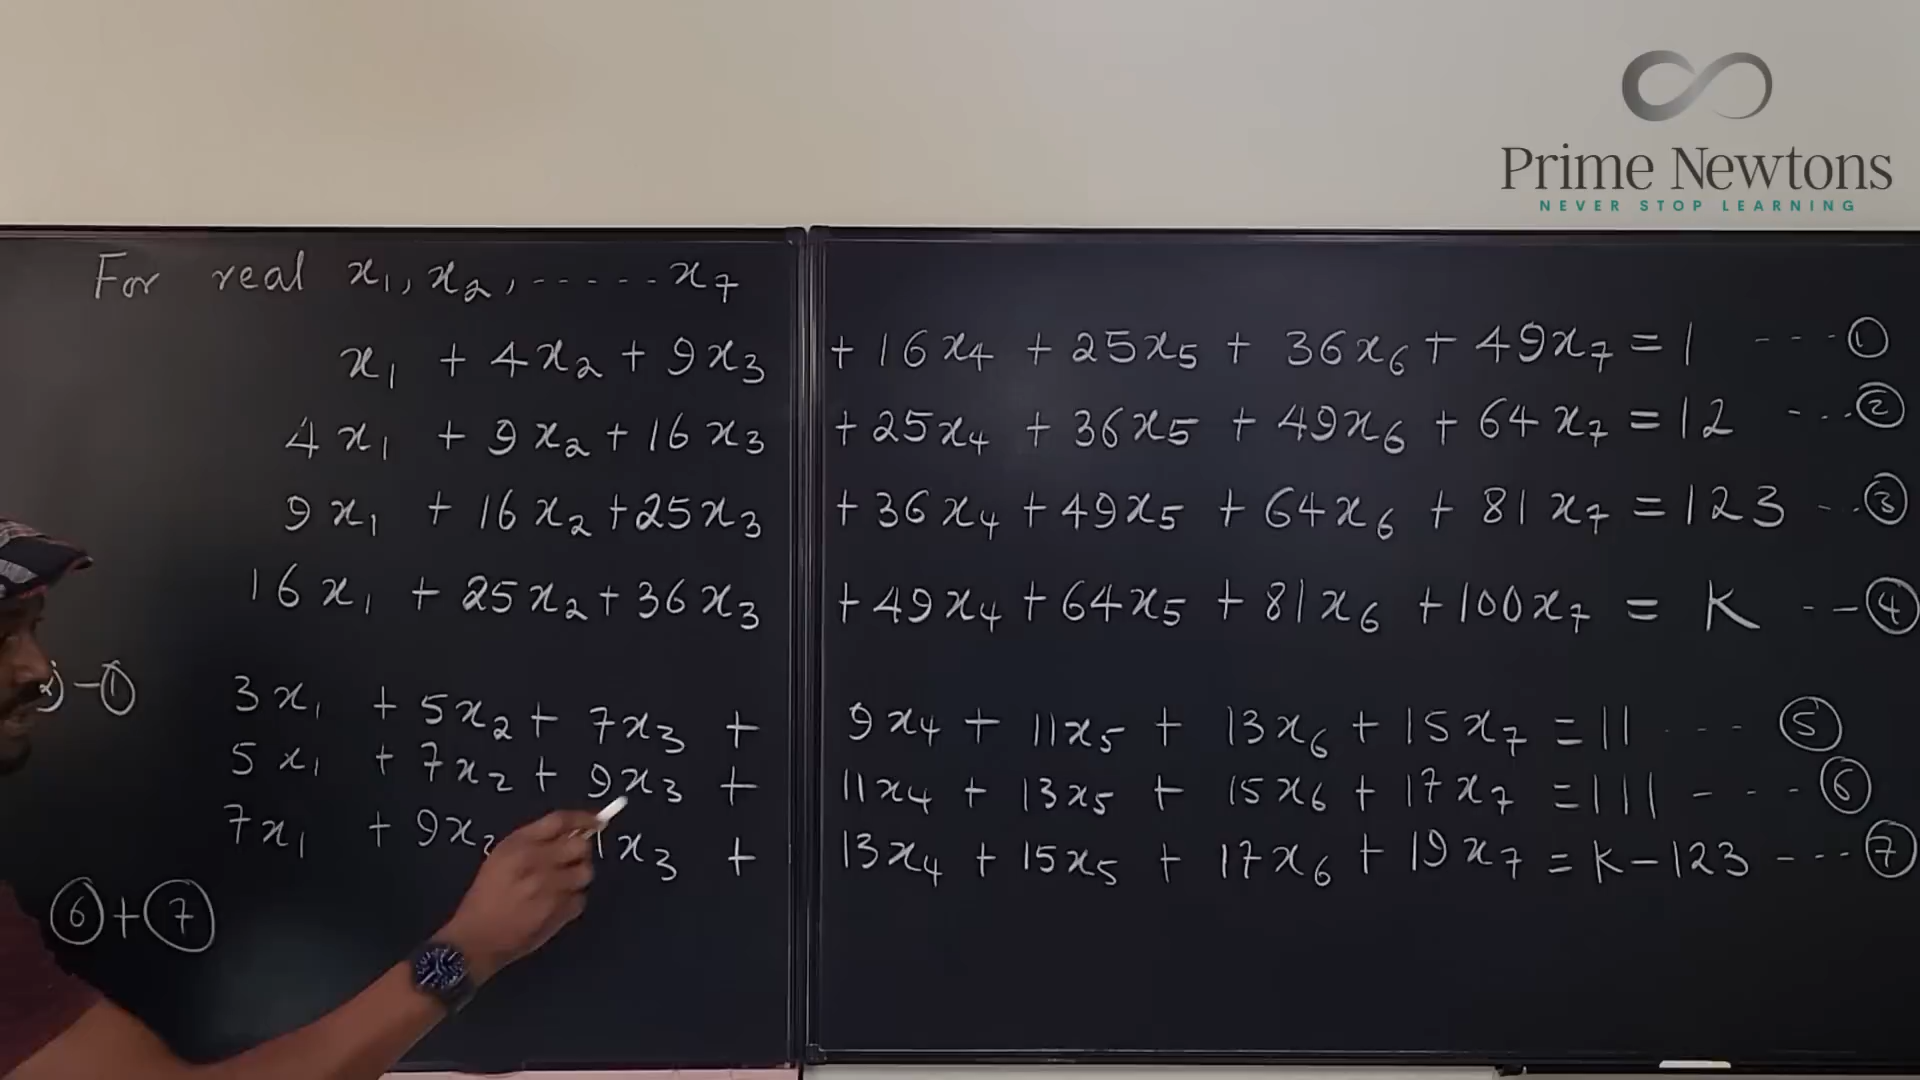 Prime Newtons
NEVER STOP LEARNING
For real x₁, x₂, ------ x₇
x₁ + 4x₂ + 9x₃ + 16x₄ + 25x₅ + 36x₆ + 49x₇ = 1 --- ①
4x₁ + 9x₂ + 16x₃ + 25x₄ + 36x₅ + 49x₆ + 64x₇ = 12 --- ②
9x₁ + 16x₂ + 25x₃ + 36x₄ + 49x₅ + 64x₆ + 81x₇ = 123 --- ③
16x₁ + 25x₂ + 36x₃ + 49x₄ + 64x₅ + 81x₆ + 100x₇ = K --- ④
-① 3x₁ + 5x₂ + 7x₃ + 9x₄ + 11x₅ + 13x₆ + 15x₇ = 11 --- ⑤
5x₁ + 7x₂ + 9x₃ + 11x₄ + 13x₅ + 15x₆ + 17x₇ = 111 ---- ⑥
7x₁ + 9x x₃ + 13x₄ + 15x₅ + 17x₆ + 19x₇ = K - 123 --- ⑦
⑥+⑦